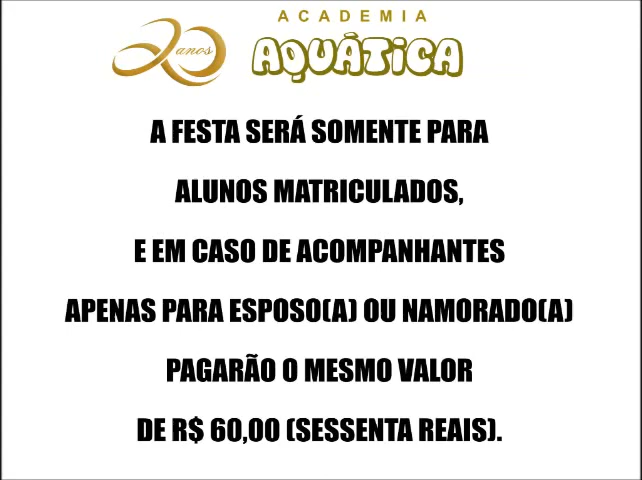 ACADEMIA
20 anos AQUÁTICA
A FESTA SERÁ SOMENTE PARA
ALUNOS MATRICULADOS,
E EM CASO DE ACOMPANHANTES
APENAS PARA ESPOSO(A) OU NAMORADO(A)
PAGARÃO O MESMO VALOR
DE R$ 60,00 (SESSENTA REAIS).